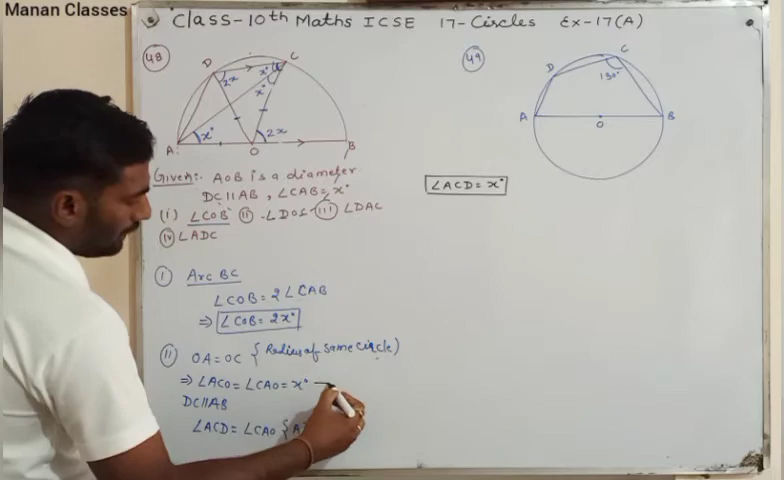 Manan Classes
Class-10th Maths ICSE 17-Circles Ex-17(A)
48
D
C
2x
x°
x°
x°
2x
A
O
B
Given:- AOB is a diameter
DC||AB, ∠CAB = x°
(i) ∠COB (ii) ∠DOC (iii) ∠DAC
(iv) ∠ADC
(i) Arc BC
∠COB = 2∠CAB
⇒ ∠COB = 2x°
(ii) OA = OC { Radius of same circle)
⇒ ∠ACO = ∠CAO = x°
DC||AB
∠ACD = ∠CAO {
∠ACD = x°
49
D
C
130°
A
O
B